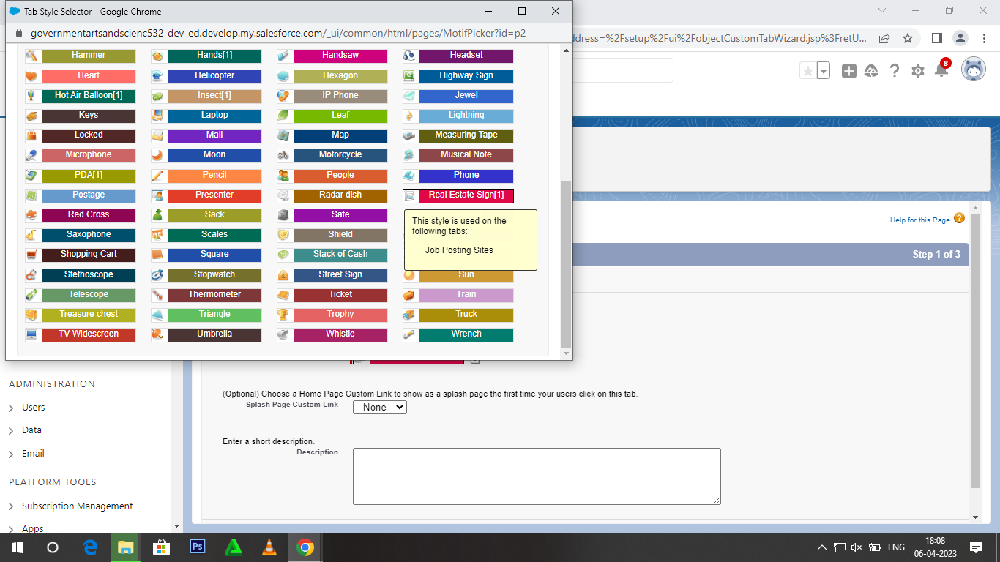 Tab Style Selector - Google Chrome
governmentartsandscienc532-dev-ed.develop.my.salesforce.com/_ui/common/html/pages/MotifPicker?id=p2
ddress=%2Fsetup%2Fui%2FobjectCustomTabWizard.jsp%3FretU...
8
Hammer Hands[1] Handsaw Headset
Heart Helicopter Hexagon Highway Sign
Hot Air Balloon[1] Insect[1] IP Phone Jewel
Keys Laptop Leaf Lightning
Locked Mail Map Measuring Tape
Microphone Moon Motorcycle Musical Note
PDA[1] Pencil People Phone
Postage Presenter Radar dish Real Estate Sign[1]
Red Cross Sack Safe
Saxophone Scales Shield
Shopping Cart Square Stack of Cash
Stethoscope Stopwatch Street Sign Sun
Telescope Thermometer Ticket Train
Treasure chest Triangle Trophy Truck
TV Widescreen Umbrella Whistle Wrench
This style is used on the
following tabs:
Job Posting Sites
Help for this Page
Step 1 of 3
ADMINISTRATION
Users
Data
Email
PLATFORM TOOLS
Subscription Management
Apps
(Optional) Choose a Home Page Custom Link to show as a splash page the first time your users click on this tab.
Splash Page Custom Link --None--
Enter a short description.
Description
Ps
ENG
18:08
06-04-2023